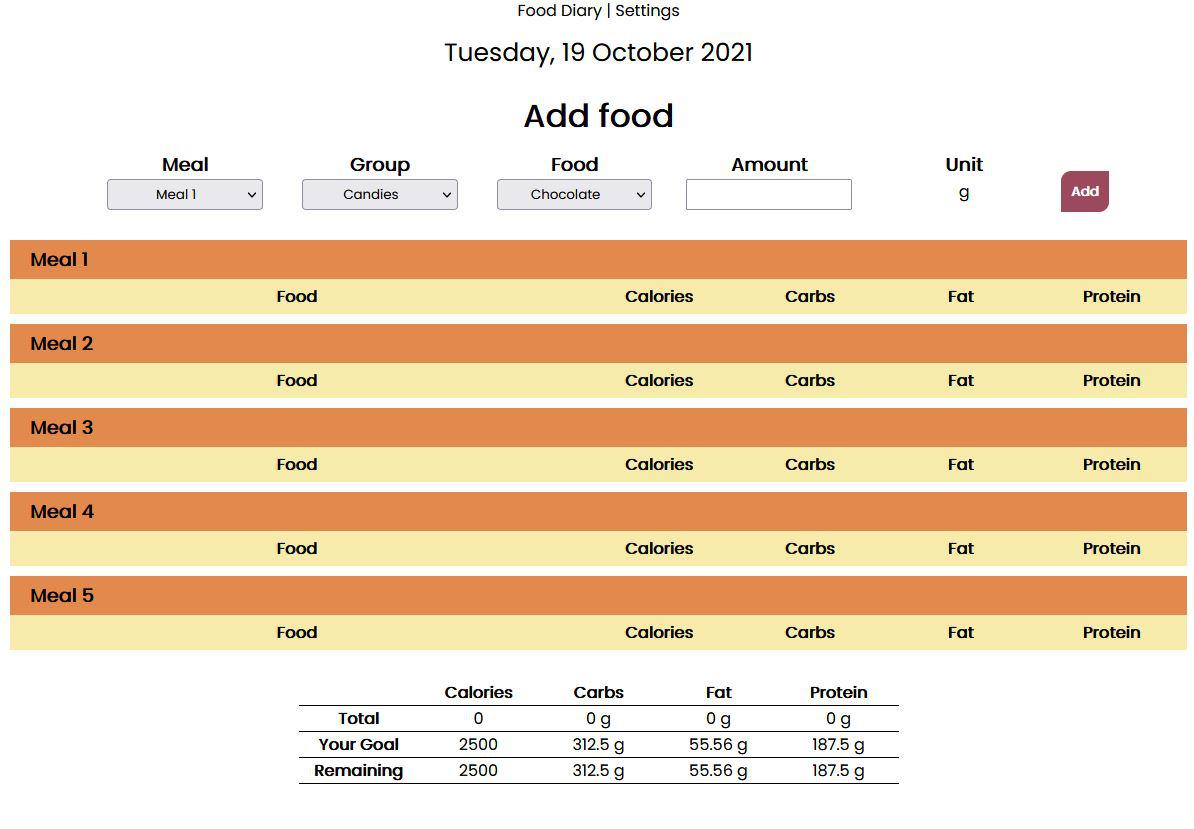 Food Diary | Settings
Tuesday, 19 October 2021
Add food
Meal Group Food Amount Unit
Meal 1 Candies Chocolate g Add
Meal 1
Food Calories Carbs Fat Protein
Meal 2
Food Calories Carbs Fat Protein
Meal 3
Food Calories Carbs Fat Protein
Meal 4
Food Calories Carbs Fat Protein
Meal 5
Food Calories Carbs Fat Protein
Calories Carbs Fat Protein
Total 0 0 g 0 g 0 g
Your Goal 2500 312.5 g 55.56 g 187.5 g
Remaining 2500 312.5 g 55.56 g 187.5 g